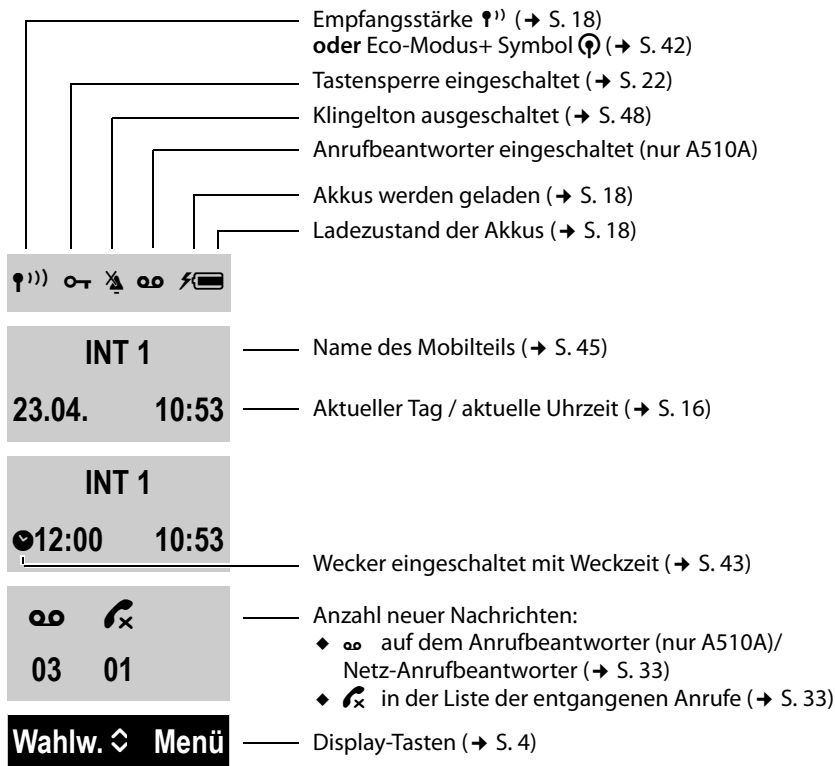 Empfangsstärke (➔ S. 18)
oder Eco-Modus+ Symbol (➔ S. 42)
Tastensperre eingeschaltet (➔ S. 22)
Klingelton ausgeschaltet (➔ S. 48)
Anrufbeantworter eingeschaltet (nur A510A)
Akkus werden geladen (➔ S. 18)
Ladezustand der Akkus (➔ S. 18)
INT 1
Name des Mobilteils (➔ S. 45)
23.04. 10:53
Aktueller Tag / aktuelle Uhrzeit (➔ S. 16)
INT 1
12:00 10:53
Wecker eingeschaltet mit Weckzeit (➔ S. 43)
Anzahl neuer Nachrichten:
◆ auf dem Anrufbeantworter (nur A510A)/
Netz-Anrufbeantworter (➔ S. 33)
03 01
◆ in der Liste der entgangenen Anrufe (➔ S. 33)
Wahlw. Menü
Display-Tasten (➔ S. 4)